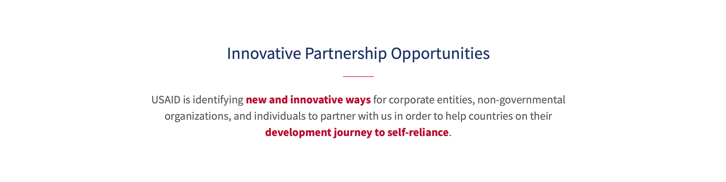 Innovative Partnership Opportunities
USAID is identifying new and innovative ways for corporate entities, non-governmental
organizations, and individuals to partner with us in order to help countries on their
development journey to self-reliance.